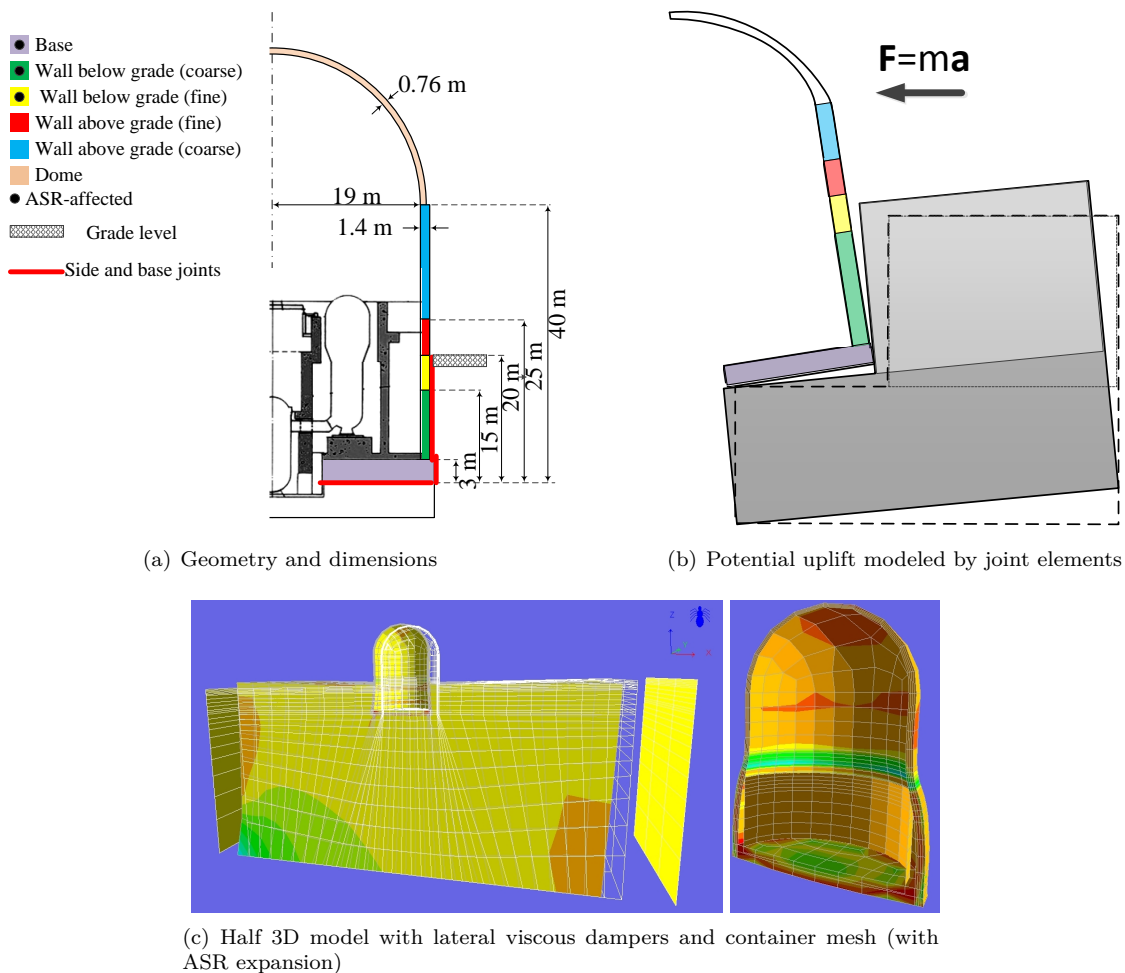 Base
Wall below grade (coarse)
Wall below grade (fine)
Wall above grade (fine)
Wall above grade (coarse)
Dome
ASR-affected
Grade level
Side and base joints
0.76 m
19 m
1.4 m
3 m
15 m
20 m
25 m
40 m
F=ma
(a) Geometry and dimensions
(b) Potential uplift modeled by joint elements
Z
X
(c) Half 3D model with lateral viscous dampers and container mesh (with
ASR expansion)